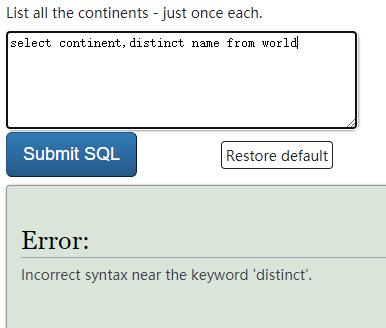 List all the continents - just once each.
select continent,distinct name from world
Submit SQL
Restore default
Error:
Incorrect syntax near the keyword 'distinct'.